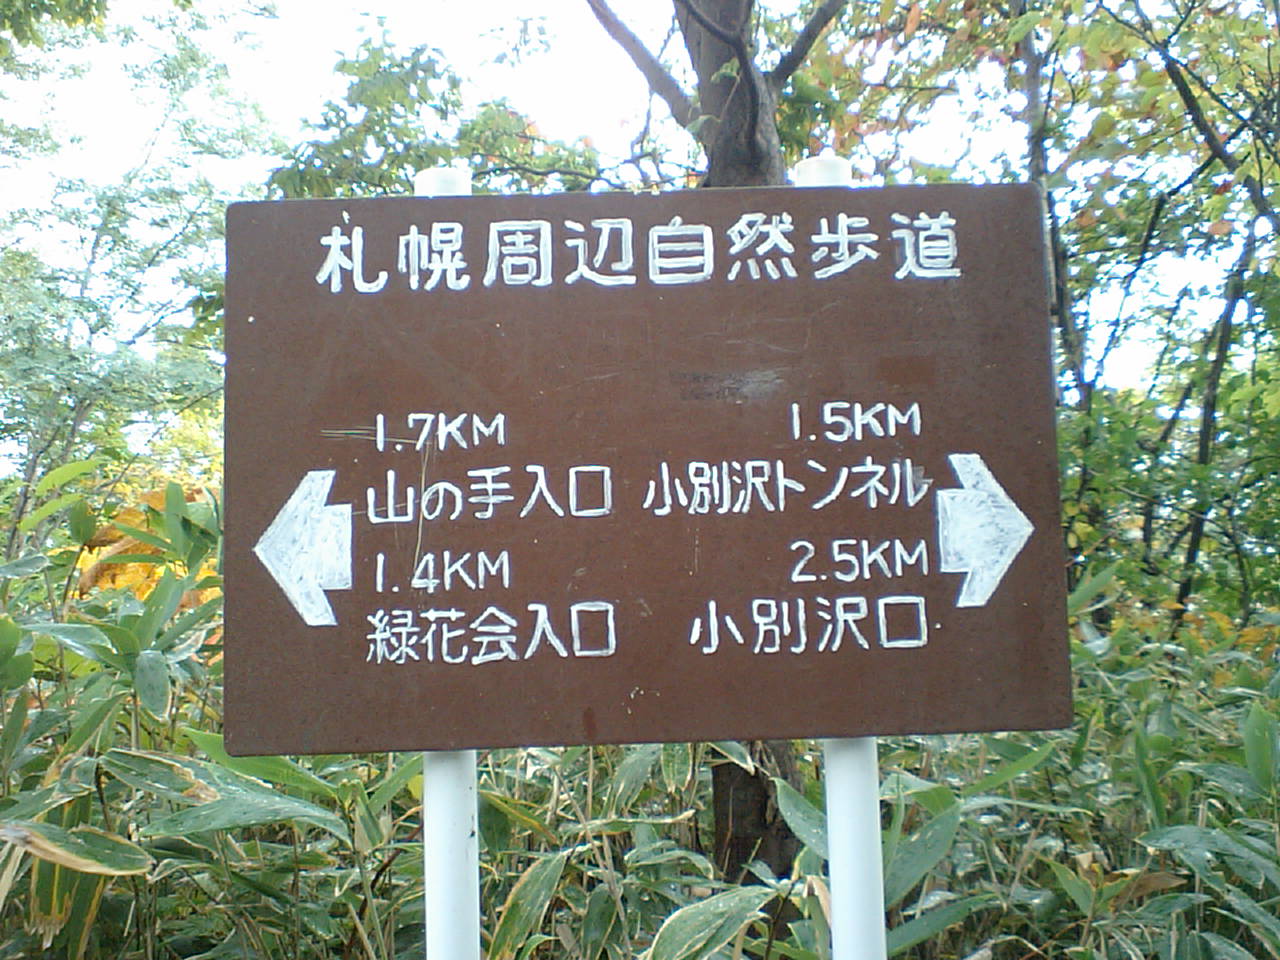 札幌周辺自然歩道
1.7KM
山の手入口
1.4KM
緑花会入口
1.5KM
小別沢トンネル
2.5KM
小別沢口